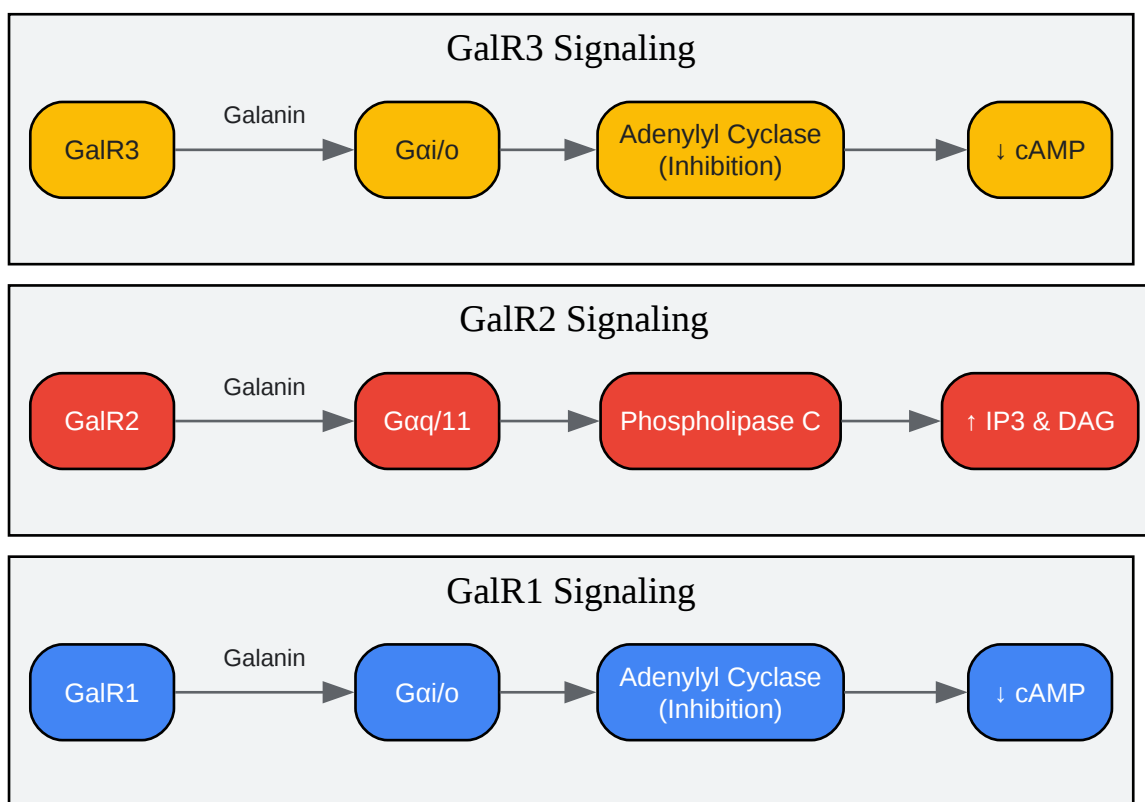 GalR3 Signaling
GalR3
Galanin
Gαi/o
Adenylyl Cyclase
(Inhibition)
↓ cAMP
GalR2 Signaling
GalR2
Galanin
Gαq/11
Phospholipase C
↑ IP3 & DAG
GalR1 Signaling
GalR1
Galanin
Gαi/o
Adenylyl Cyclase
(Inhibition)
↓ cAMP